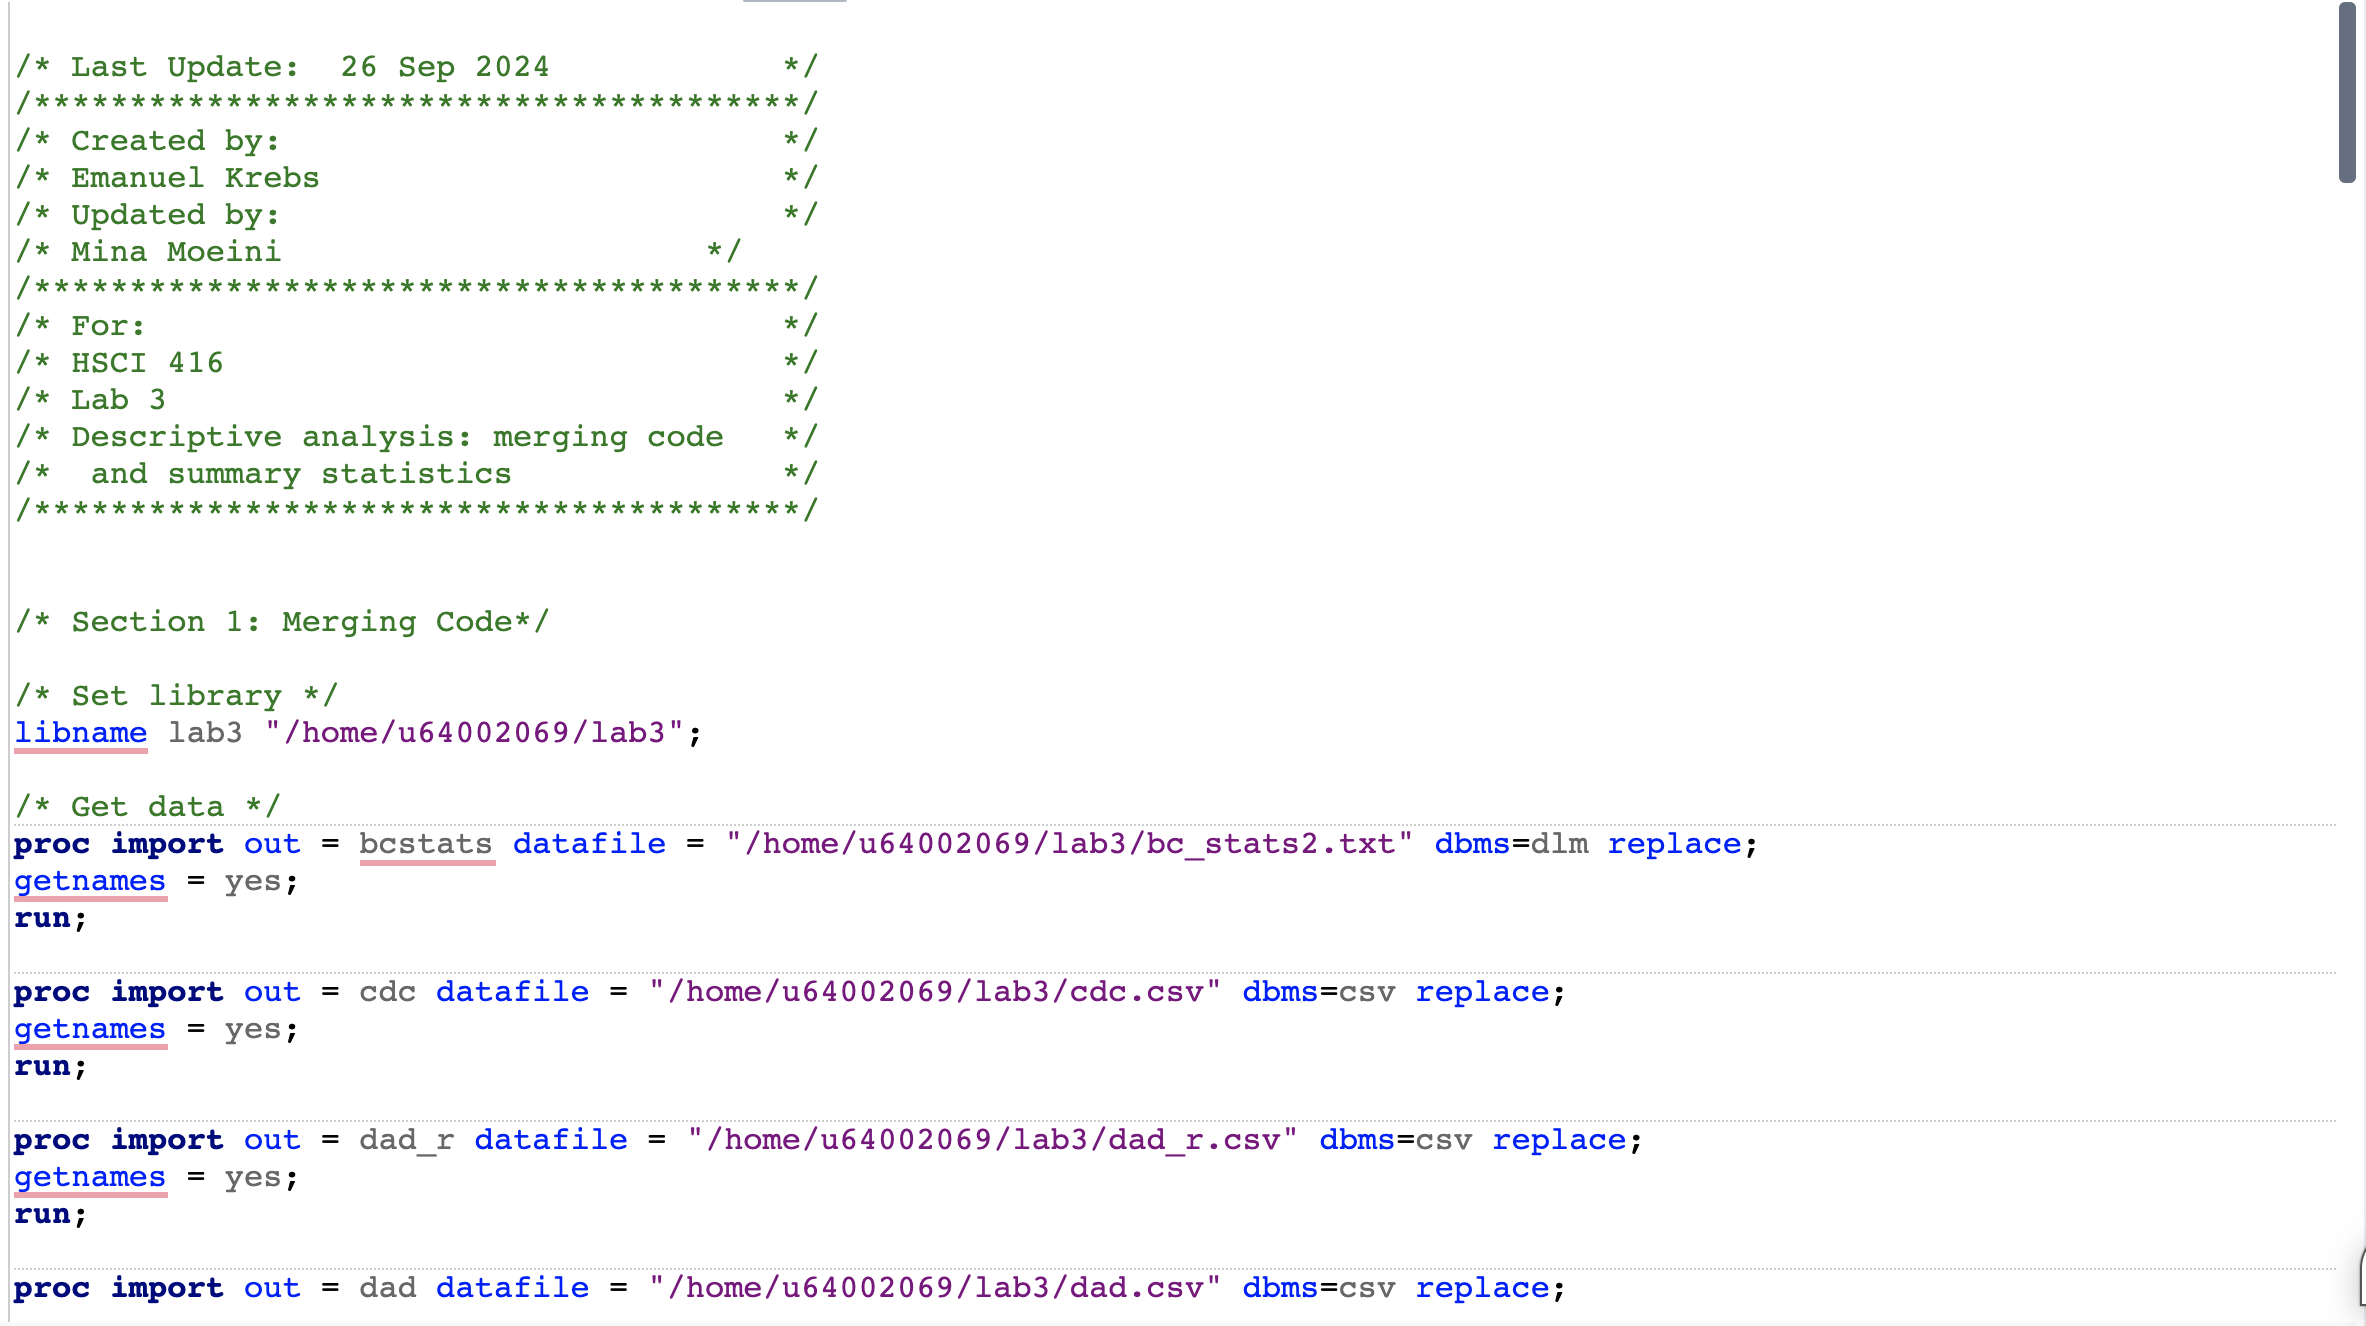 /* Last Update:  26 Sep 2024            */
/****************************************/
/* Created by:                          */
/* Emanuel Krebs                        */
/* Updated by:                          */
/* Mina Moeini                      */
/****************************************/
/* For:                                 */
/* HSCI 416                             */
/* Lab 3                                */
/* Descriptive analysis: merging code   */
/*  and summary statistics              */
/****************************************/
/* Section 1: Merging Code*/
/* Set library */
libname lab3 "/home/u64002069/lab3";
/* Get data */
proc import out = bcstats datafile = "/home/u64002069/lab3/bc_stats2.txt" dbms=dlm replace;
getnames = yes;
run;
proc import out = cdc datafile = "/home/u64002069/lab3/cdc.csv" dbms=csv replace;
getnames = yes;
run;
proc import out = dad_r datafile = "/home/u64002069/lab3/dad_r.csv" dbms=csv replace;
getnames = yes;
run;
proc import out = dad datafile = "/home/u64002069/lab3/dad.csv" dbms=csv replace;